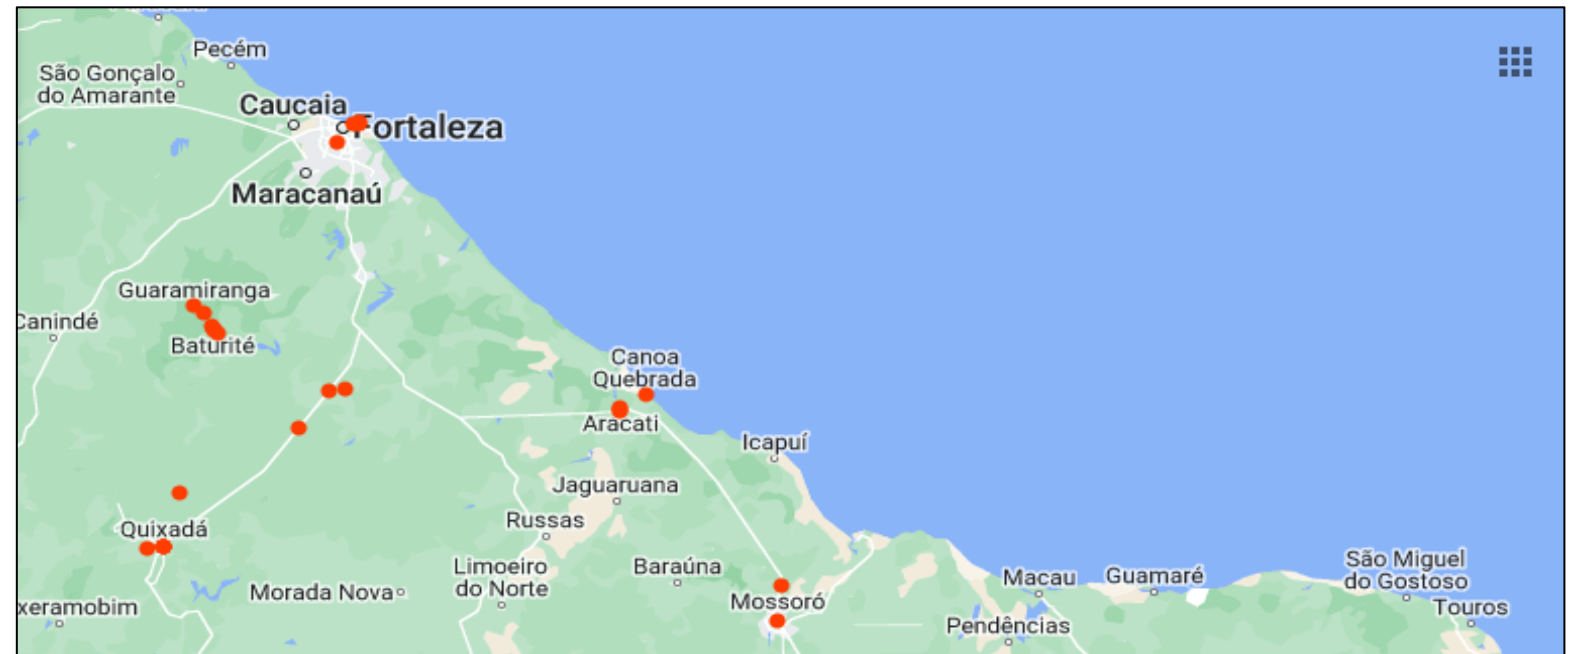 Pecém
São Gonçalo
do Amarante
Caucaia
Fortaleza
Maracanaú
Guaramiranga
Canindé
Baturité
Canoa
Quebrada
Aracati
Icapuí
Jaguaruana
Quixadá
Russas
Limoeiro
do Norte
Baraúna
Morada Nova
xeramobim
Mossoró
Macau
Guamaré
São Miguel
do Gostoso
Touros
Pendências